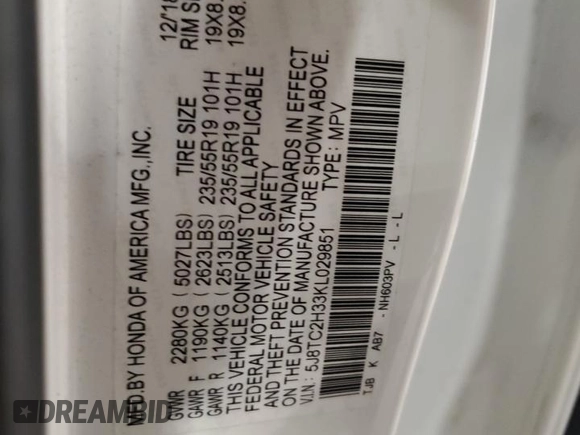 MFD.BY HONDA OF AMERICA MFG.,INC. 12/18
GVWR 2280KG (5027LBS) TIRE SIZE RIM SI
GAWR F 1190KG (2623LBS) 235/55R19 101H 19X8.
GAWR R 1140KG (2513LBS) 235/55R19 101H 19X8.
THIS VEHICLE CONFORMS TO ALL APPLICABLE
FEDERAL MOTOR VEHICLE SAFETY
AND THEFT PREVENTION STANDARDS IN EFFECT
ON THE DATE OF MANUFACTURE SHOWN ABOVE.
V.I.N.: 5J8TC2H33KL029851 TYPE: MPV
TJB K AB7 - NH603PV - L - L
DREAMBID